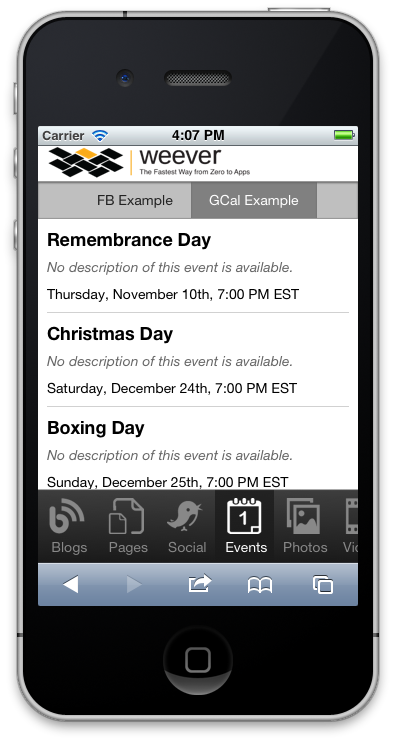 Carrier 4:07 PM
weever
The Fastest Way from Zero to Apps
FB Example GCal Example
Remembrance Day
No description of this event is available.
Thursday, November 10th, 7:00 PM EST
Christmas Day
No description of this event is available.
Saturday, December 24th, 7:00 PM EST
Boxing Day
No description of this event is available.
Sunday, December 25th, 7:00 PM EST
1
Blogs Pages Social Events Photos Vic